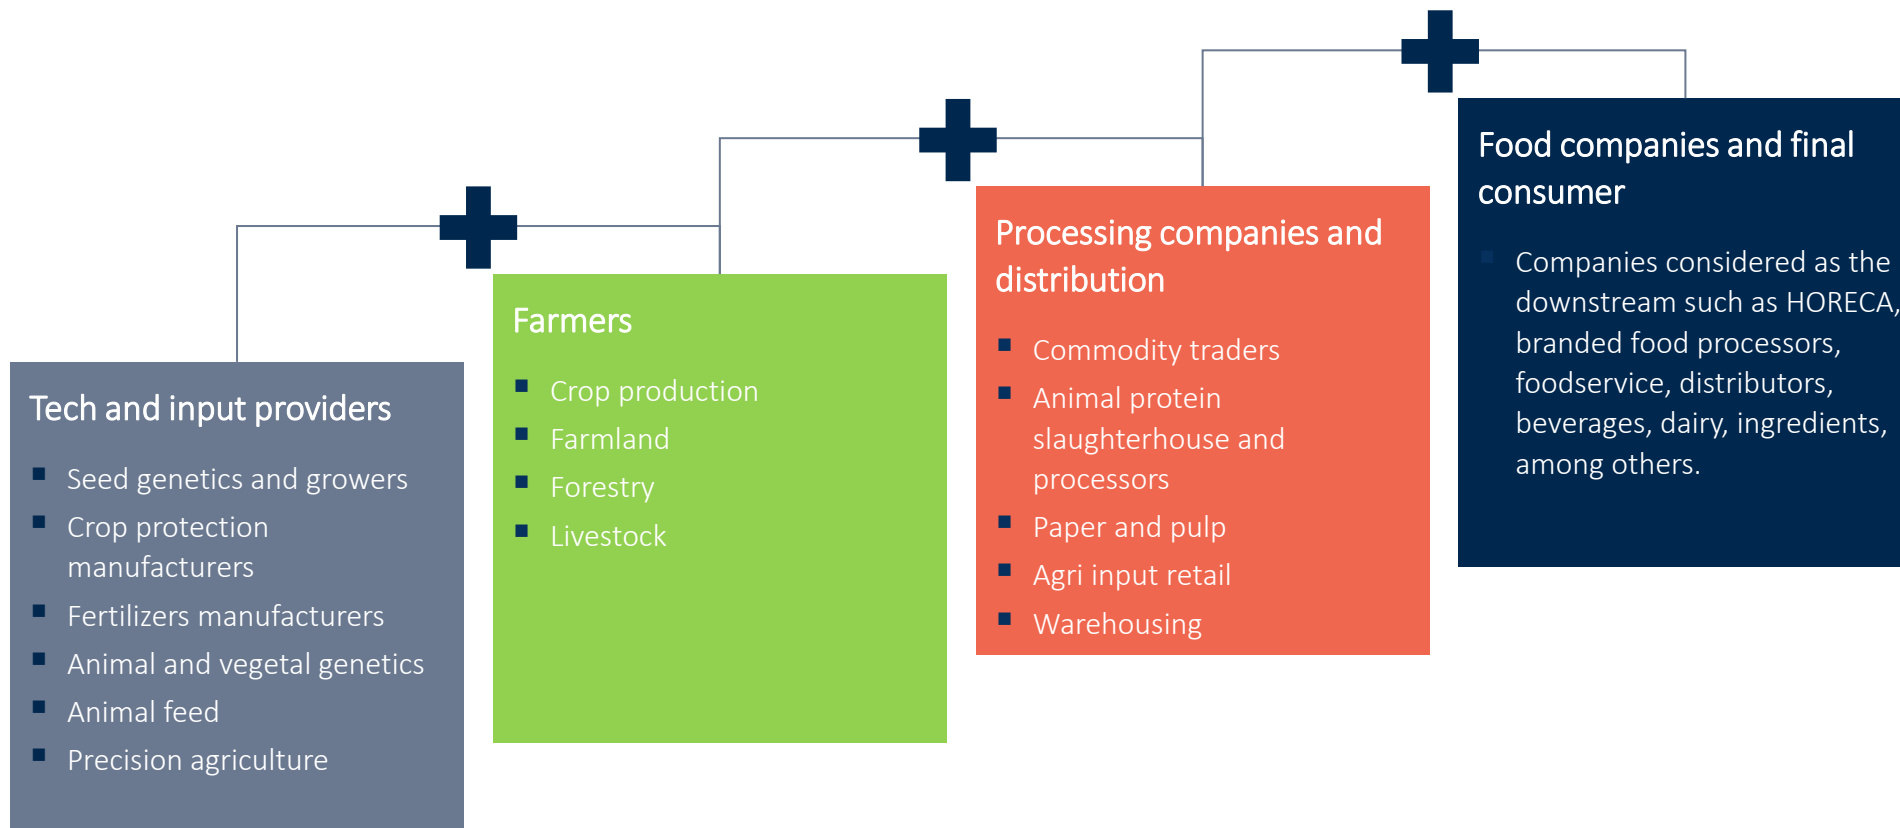 Tech and input providers
Seed genetics and growers
Crop protection
manufacturers
Fertilizers manufacturers
Animal and vegetal genetics
Animal feed
Precision agriculture
Farmers
Crop production
Farmland
Forestry
Livestock
Processing companies and
distribution
Commodity traders
Animal protein
slaughterhouse and
processors
Paper and pulp
Agri input retail
Warehousing
Food companies and final
consumer
Companies considered as the
downstream such as HORECA,
branded food processors,
foodservice, distributors,
beverages, dairy, ingredients,
among others.